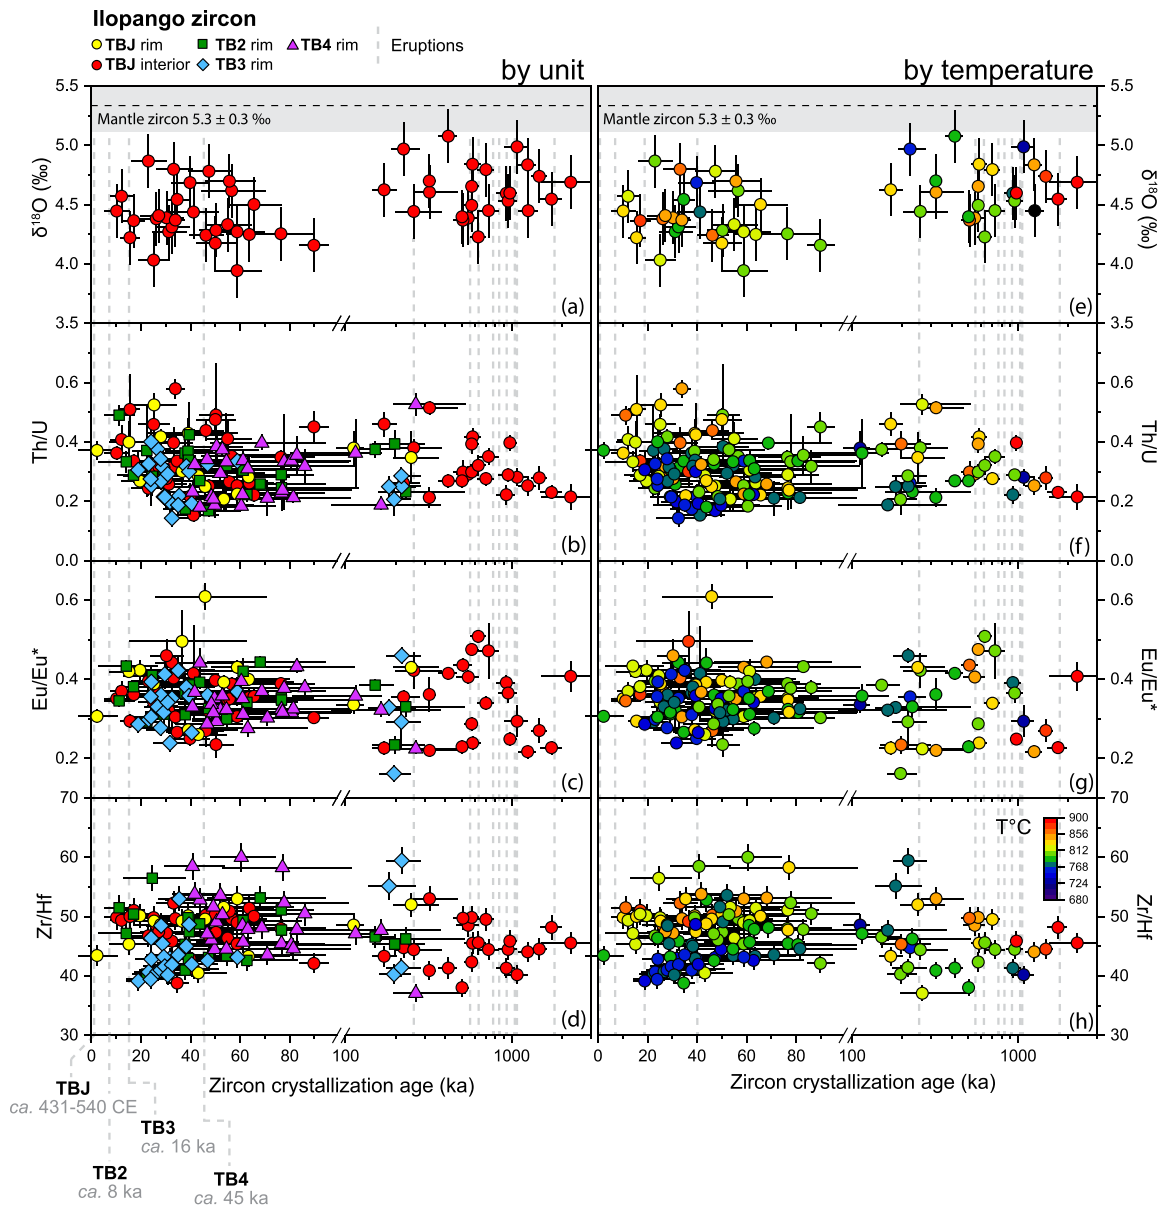 Ilopango zircon
TBJ rim
TB2 rim
TB4 rim
Eruptions
TBJ interior
TB3 rim
by unit
by temperature
5.5
5.0
4.5
4.0
3.5
δ18O (‰)
Mantle zircon 5.3 ± 0.3 ‰
(a)
Mantle zircon 5.3 ± 0.3 ‰
(e)
5.5
5.0
4.5
4.0
3.5
δ18O (‰)
0.6
0.4
0.2
0.0
Th/U
(b)
(f)
0.6
0.4
0.2
0.0
Th/U
0.6
0.4
0.2
Eu/Eu*
(c)
(g)
0.6
0.4
0.2
Eu/Eu*
70
60
50
40
30
Zr/Hf
(d)
T°C
900
856
812
768
724
680
(h)
70
60
50
40
30
Zr/Hf
0 20 40 60 80 100 1000
0 20 40 60 80 100 1000
Zircon crystallization age (ka)
Zircon crystallization age (ka)
TBJ
ca. 431-540 CE
TB3
ca. 16 ka
TB2
ca. 8 ka
TB4
ca. 45 ka